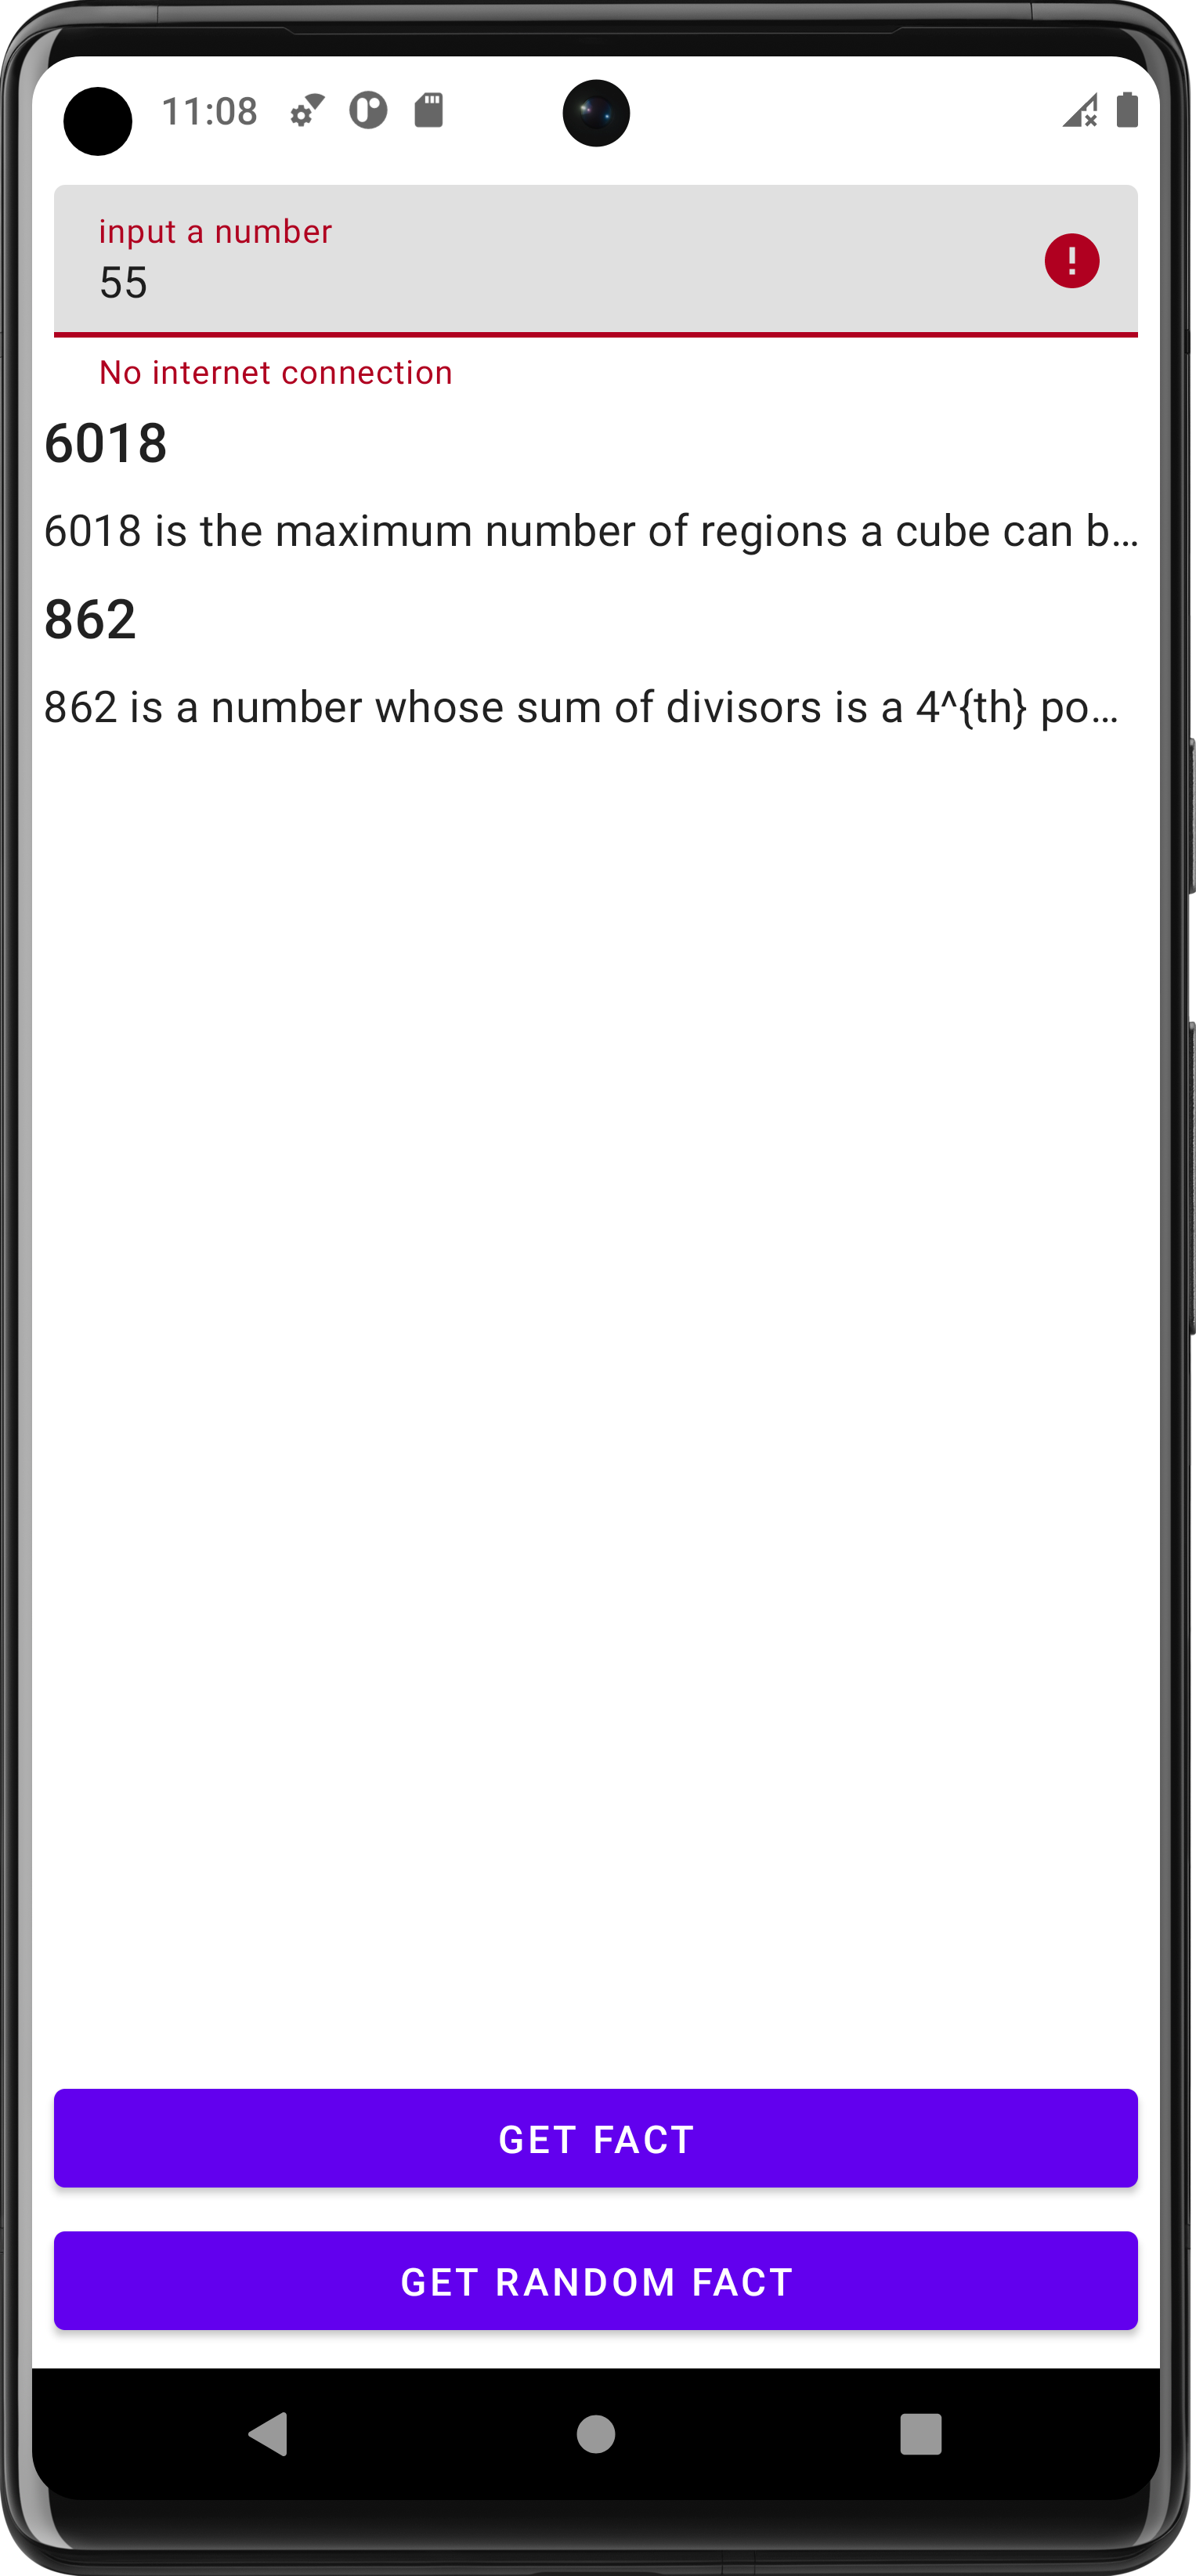 11:08
input a number
55
No internet connection
6018
6018 is the maximum number of regions a cube can b...
862
862 is a number whose sum of divisors is a 4^{th} po...
GET FACT
GET RANDOM FACT